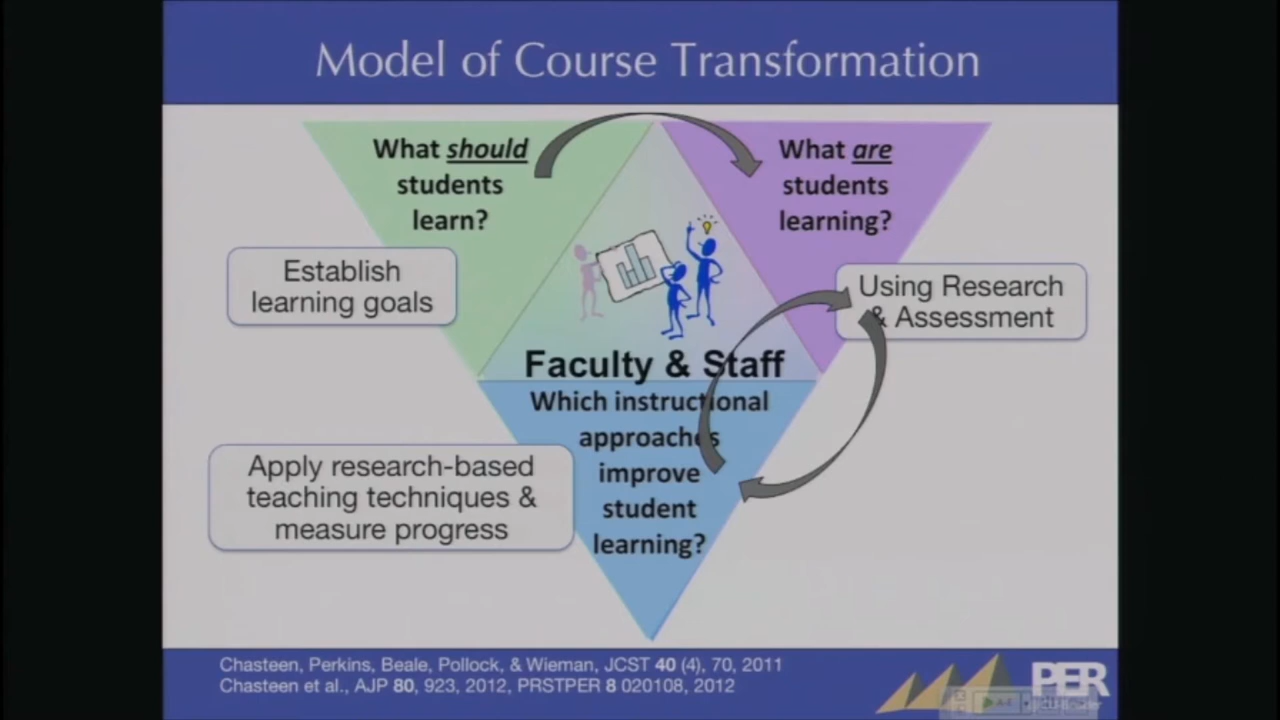 Model of Course Transformation
What should
students
learn?
What are
students
learning?
Establish
learning goals
Using Research
& Assessment
Faculty & Staff
Which instructional
approaches
improve
student
learning?
Apply research-based
teaching techniques &
measure progress
Chasteen, Perkins, Beale, Pollock, & Wieman, JCST 40 (4), 70, 2011
Chasteen et al., AJP 80, 923, 2012, PRSTPER 8 020108, 2012
PER